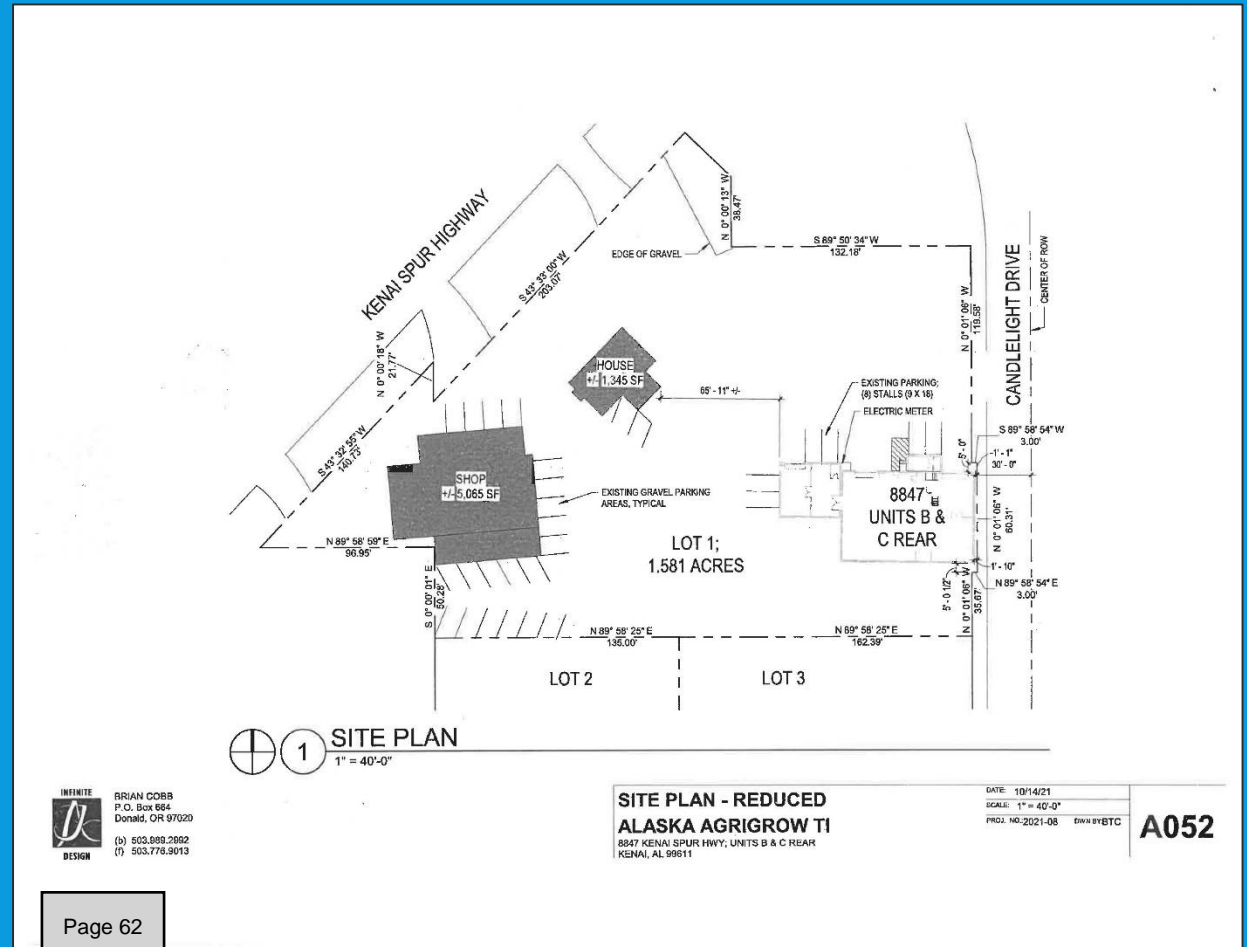 KENAI SPUR HIGHWAY
N 0° 00' 13" W
38.47'
EDGE OF GRAVEL
S 89° 50' 34" W
132.18'
S 43° 33' 00" W
203.07'
CANDLELIGHT DRIVE
CENTER OF ROW
N 0° 01' 06" W
119.58'
N 0° 00' 18" W
21.77'
HOUSE
+/- 1,345 SF
65' - 11" +/-
EXISTING PARKING;
(8) STALLS (9 X 18)
ELECTRIC METER
S 89° 58' 54" W
3.00'
5' - 0"
-1' - 1"
30' - 0"
S 43° 32' 55" W
140.73'
SHOP
+/- 5,065 SF
EXISTING GRAVEL PARKING
AREAS, TYPICAL
8847
UNITS B &
C REAR
N 0° 01' 06" W
60.31'
LOT 1;
1.581 ACRES
N 89° 58' 59" E
96.95'
1' - 10"
N 89° 58' 54" E
3.00'
5' - 0 1/2"
N 0° 01' 06" W
35.67'
S 0° 00' 01" E
50.28'
N 89° 58' 25" E
135.00'
N 89° 58' 25" E
162.39'
LOT 2
LOT 3
1
SITE PLAN
1" = 40'-0"
INFINITE
DESIGN
BRIAN COBB
P.O. Box 664
Donald, OR 97020
(b) 503.989.2992
(f) 503.776.9013
SITE PLAN - REDUCED
ALASKA AGRIGROW TI
8847 KENAI SPUR HWY; UNITS B & C REAR
KENAI, AL 99611
DATE: 10/14/21
SCALE: 1" = 40'-0"
PROJ. NO: 2021-08 DWN BY BTC
A052
Page 62